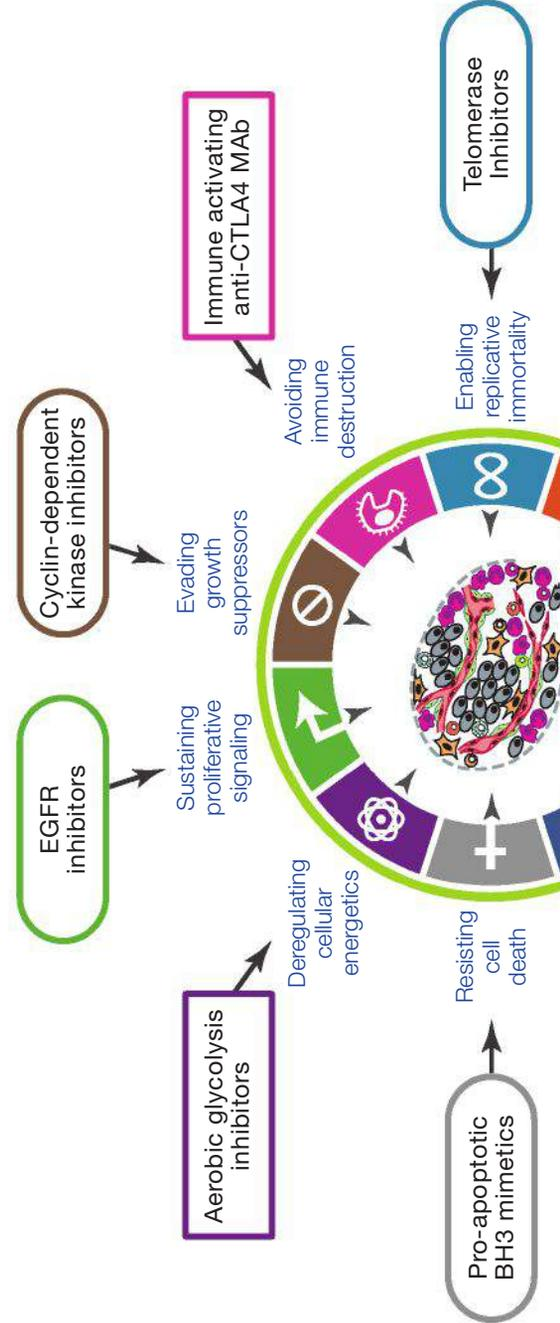 EGFR
inhibitors
Cyclin-dependent
kinase inhibitors
Aerobic glycolysis
inhibitors
Immune activating
anti-CTLA4 MAb
Sustaining
proliferative
signaling
Evading
growth
suppressors
Deregulating
cellular
energetics
Avoiding
immune
destruction
Pro-apoptotic
BH3 mimetics
Resisting
cell
death
Enabling
replicative
immortality
Telomerase
Inhibitors